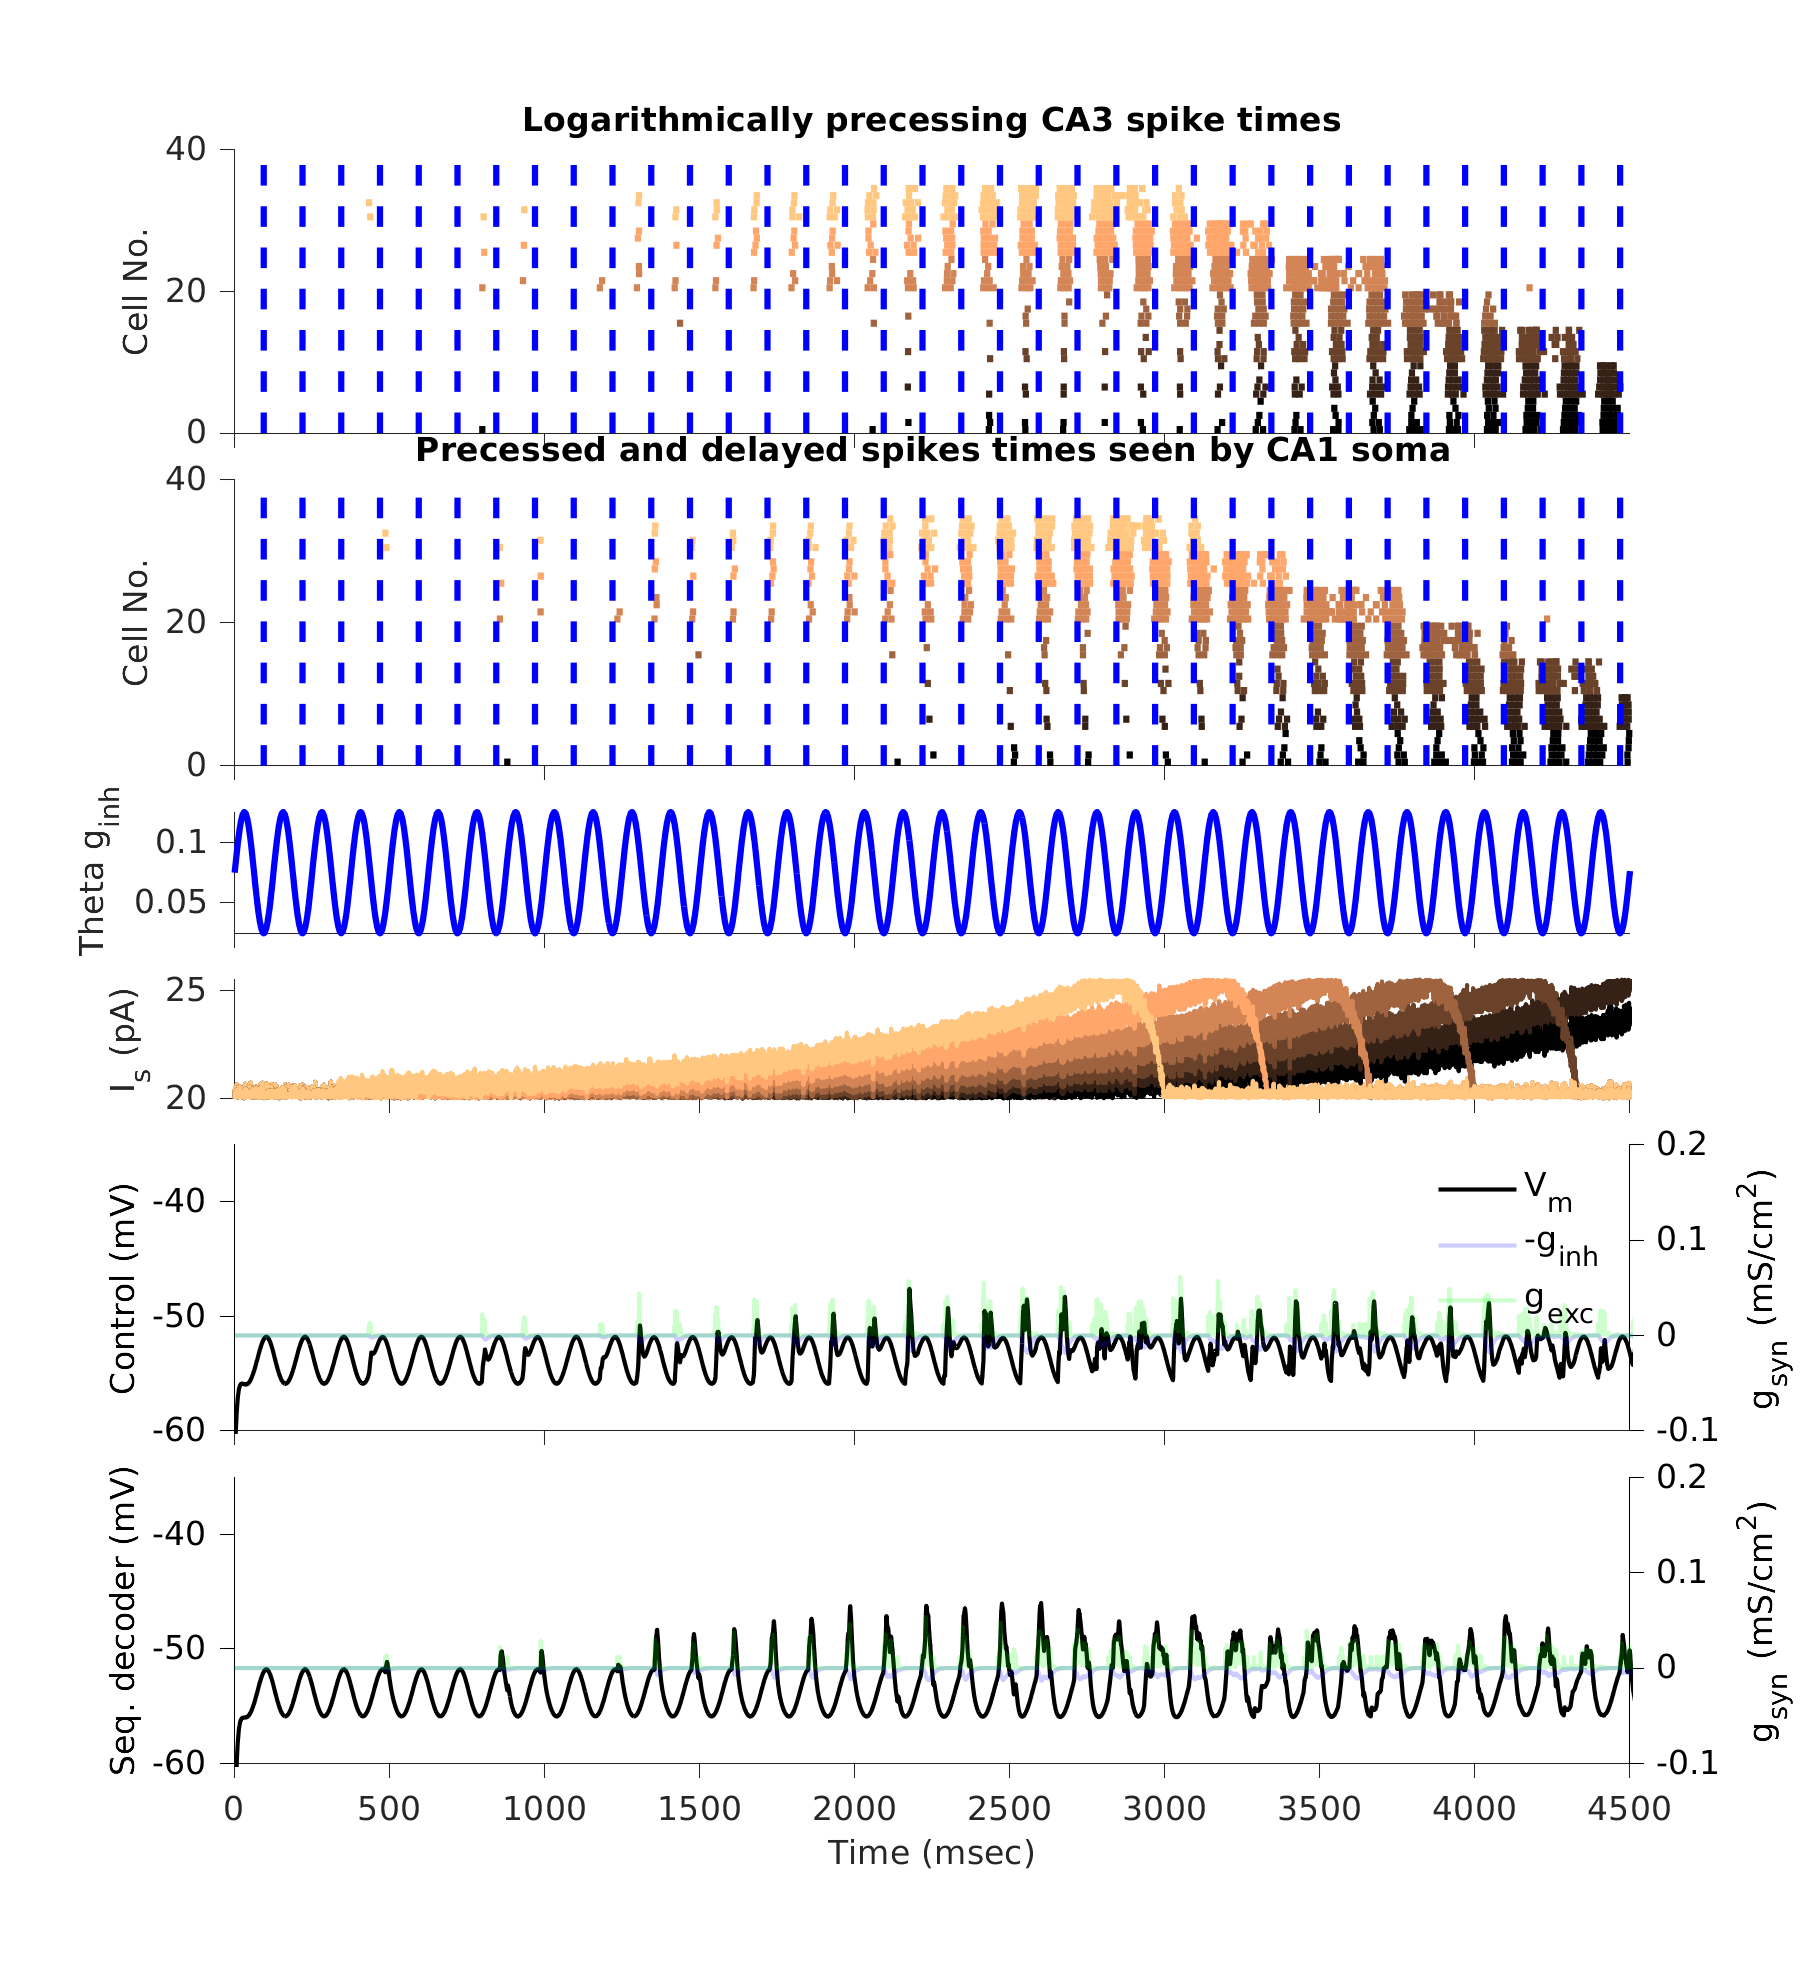 Logarithmically precessing CA3 spike times
40
20
0
Cell No.
Precessed and delayed spikes times seen by CA1 soma
40
20
0
Cell No.
0.1
0.05
Theta g_inh
25
20
I_s (pA)
-40
-50
-60
Control (mV)
0.2
0.1
0
-0.1
g_syn (mS/cm^2)
V_m
-g_inh
g_exc
-40
-50
-60
Seq. decoder (mV)
0.2
0.1
0
-0.1
g_syn (mS/cm^2)
0 500 1000 1500 2000 2500 3000 3500 4000 4500
Time (msec)